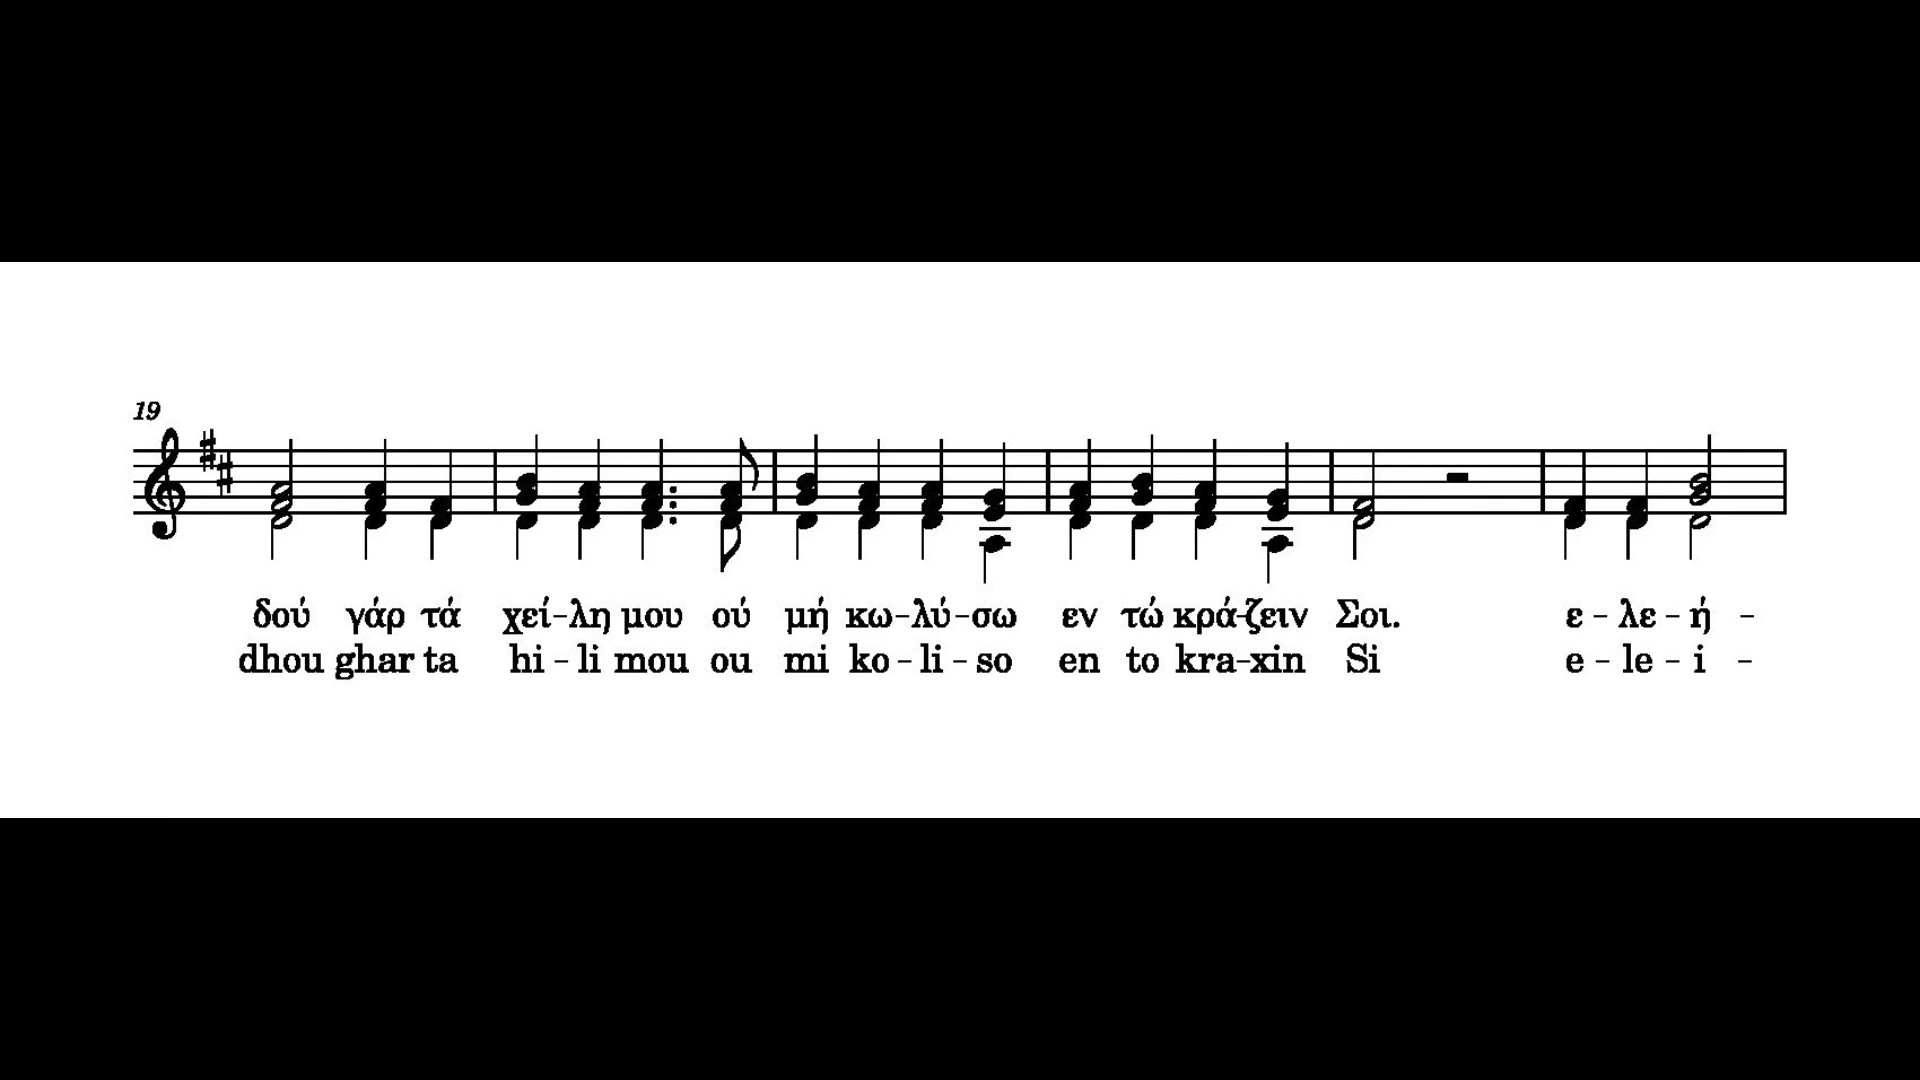 19
δού γάρ τά χεί-λη μου ού μή κω-λύ-σω εν τώ κρά-ζειν Σοι. ε - λε - ή -
dhou ghar ta hi - li mou ou mi ko - li - so en to kra-xin Si e - le - i -